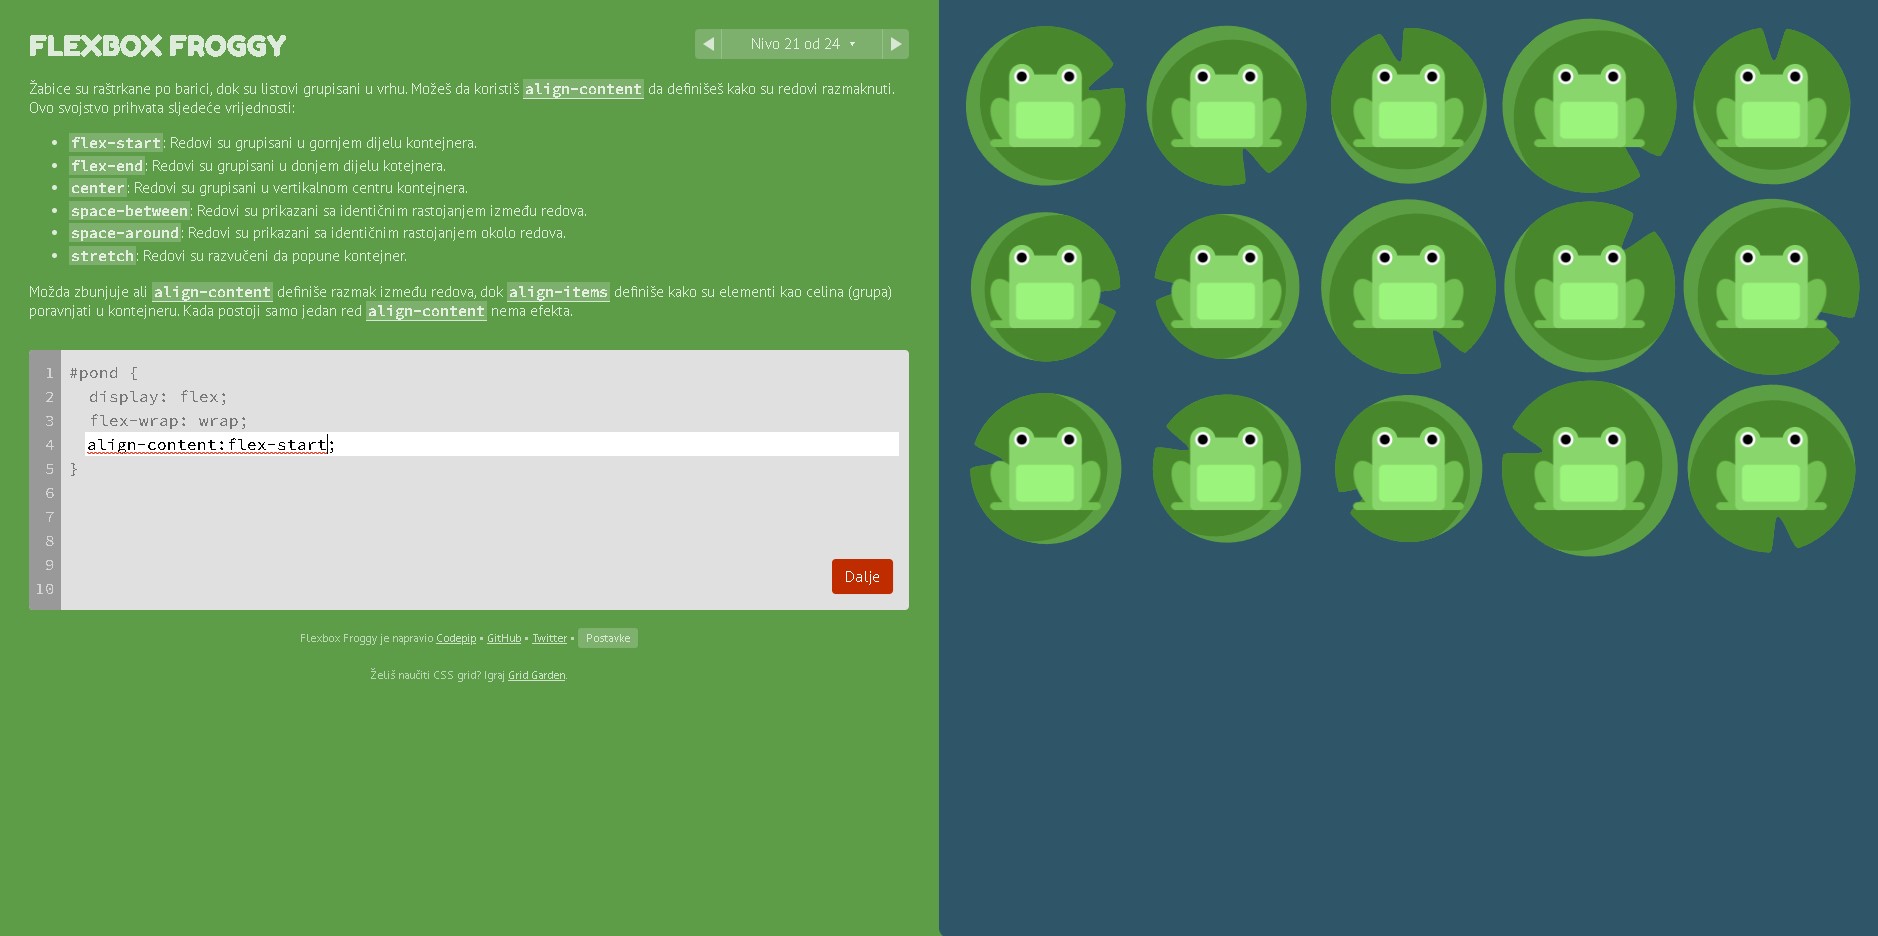 FLEXBOX FROGGY
Nivo 21 od 24
Žabice su raštrkane po barici, dok su listovi grupisani u vrhu. Možeš da koristiš align-content da definišeš kako su redovi razmaknuti.
Ovo svojstvo prihvata sljedeće vrijednosti:
flex-start: Redovi su grupisani u gornjem dijelu kontejnera.
flex-end: Redovi su grupisani u donjem dijelu kotejnera.
center: Redovi su grupisani u vertikalnom centru kontejnera.
space-between: Redovi su prikazani sa identičnim rastojanjem između redova.
space-around: Redovi su prikazani sa identičnim rastojanjem okolo redova.
stretch: Redovi su razvučeni da popune kontejner.
Možda zbunjuje ali align-content definiše razmak između redova, dok align-items definiše kako su elementi kao celina (grupa)
poravnjati u kontejneru. Kada postoji samo jedan red align-content nema efekta.
1 #pond {
2 display: flex;
3 flex-wrap: wrap;
4 align-content:flex-start;
5 }
6
7
8
9
10
Dalje
Flexbox Froggy je napravio Codepip • GitHub • Twitter • Postavke
Želiš naučiti CSS grid? Igraj Grid Garden.